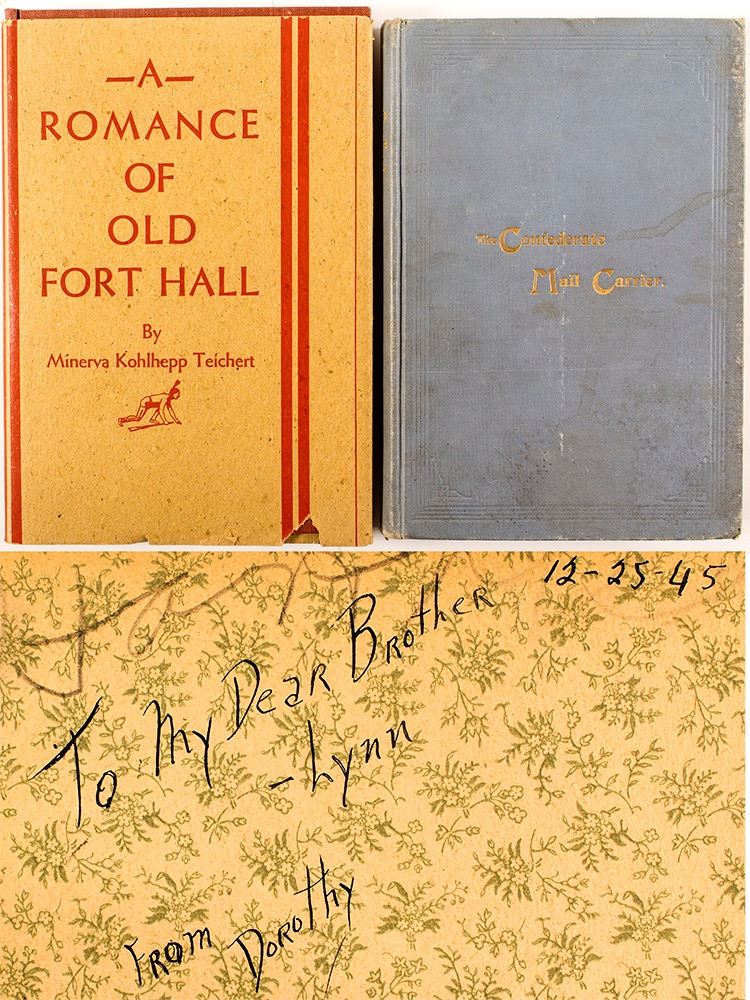 —A—
ROMANCE
OF
OLD
FORT HALL
By
Minerva Kohlhepp Teichert
The Confederate
Mail Carrier.
12-25-45
To My Dear Brother
- Lynn
From Dorothy